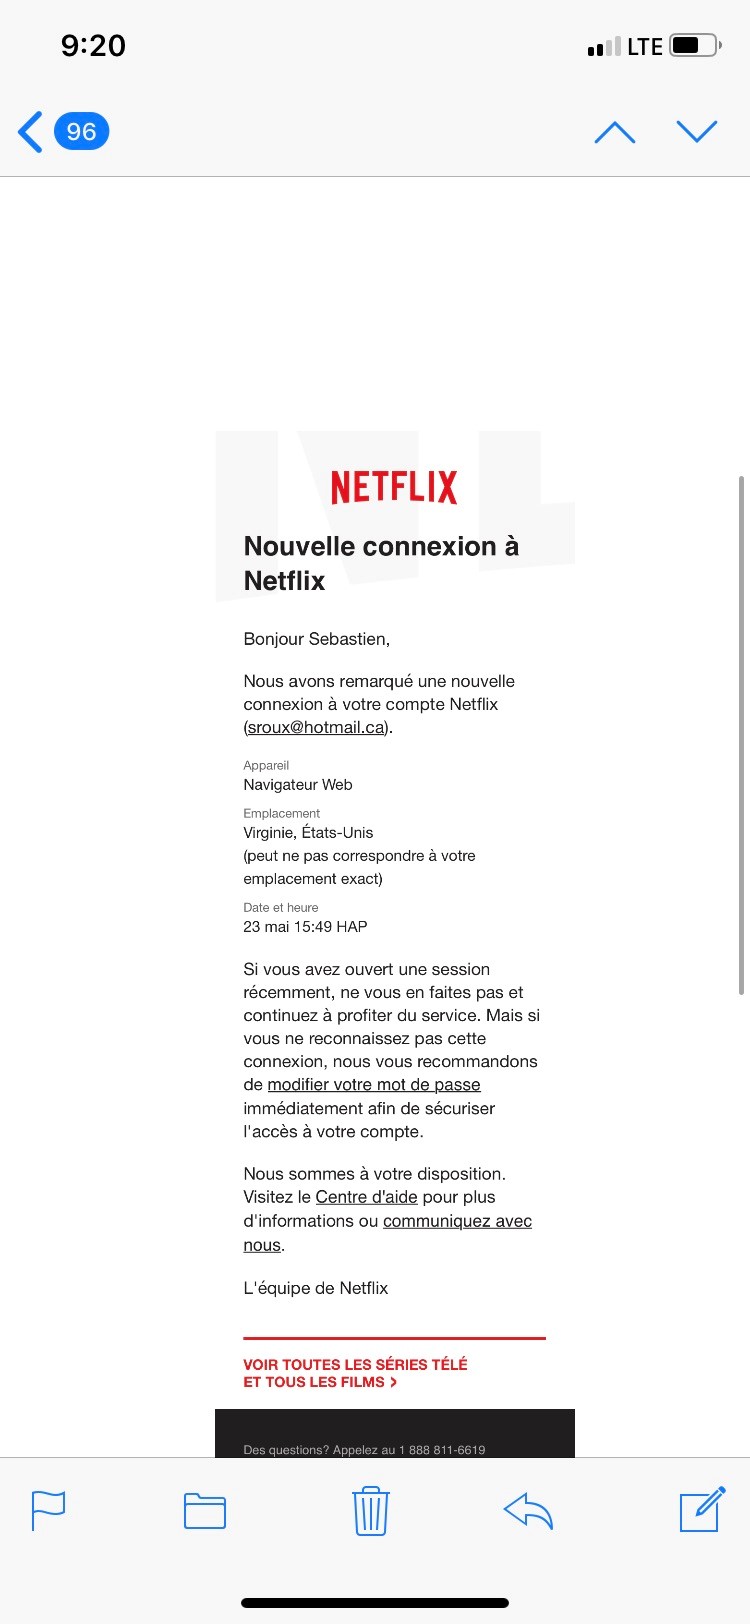 9:20
LTE
96
NETFLIX
Nouvelle connexion à
Netflix
Bonjour Sebastien,
Nous avons remarqué une nouvelle
connexion à votre compte Netflix
(sroux@hotmail.ca).
Appareil
Navigateur Web
Emplacement
Virginie, États-Unis
(peut ne pas correspondre à votre
emplacement exact)
Date et heure
23 mai 15:49 HAP
Si vous avez ouvert une session
récemment, ne vous en faites pas et
continuez à profiter du service. Mais si
vous ne reconnaissez pas cette
connexion, nous vous recommandons
de modifier votre mot de passe
immédiatement afin de sécuriser
l'accès à votre compte.
Nous sommes à votre disposition.
Visitez le Centre d'aide pour plus
d'informations ou communiquez avec
nous.
L'équipe de Netflix
VOIR TOUTES LES SÉRIES TÉLÉ
ET TOUS LES FILMS >
Des questions? Appelez au 1 888 811-6619